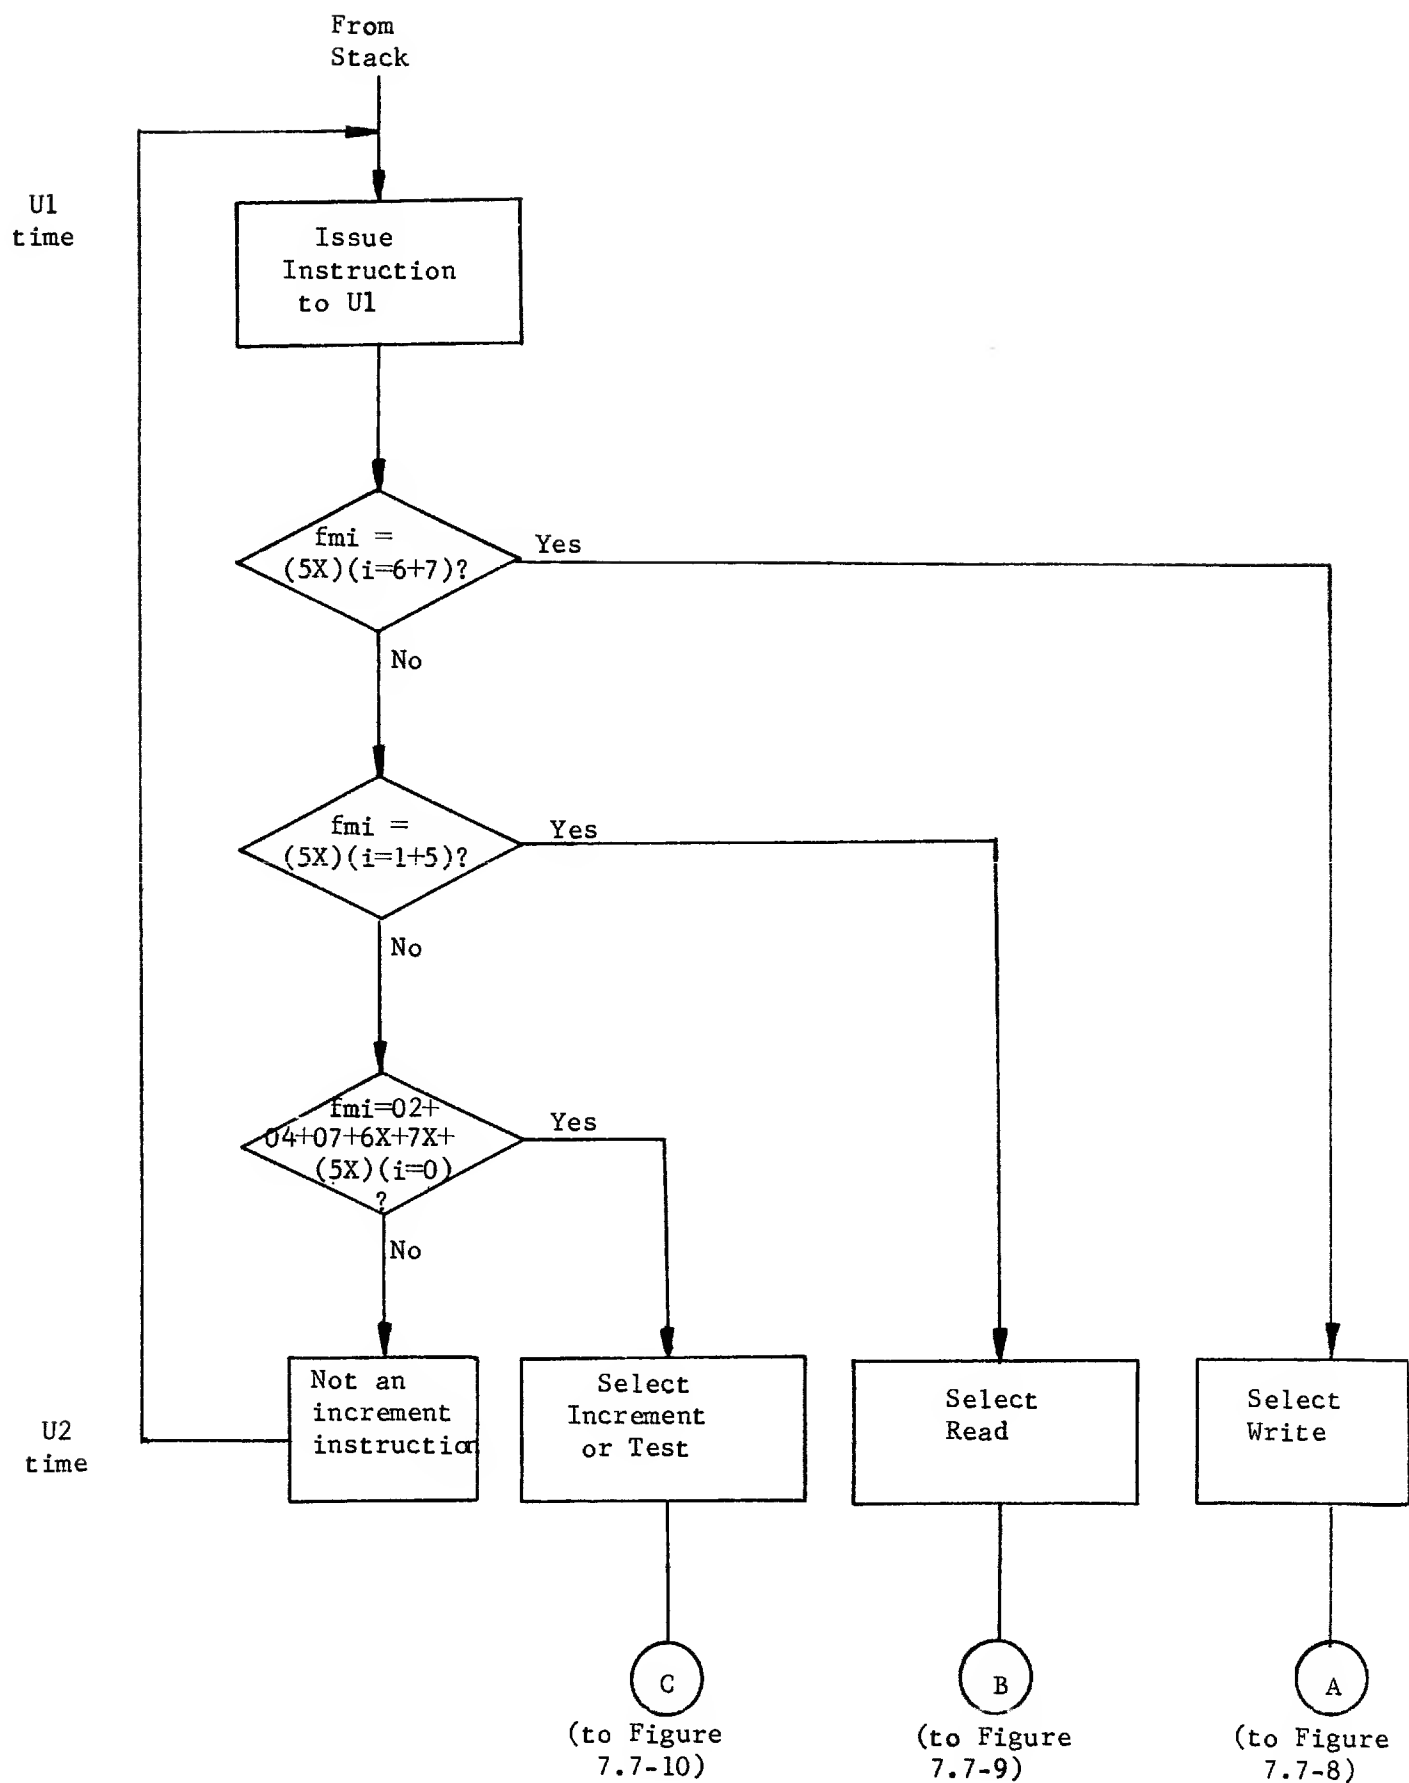 From
Stack
U1
time
Issue
Instruction
to U1
fmi =
(5X)(i=6+7)?
Yes
No
fmi =
(5X)(i=1+5)?
Yes
No
fmi=02+
04+07+6X+7X+
(5X)(i=0)
?
Yes
No
U2
time
Not an
increment
instruction
Select
Increment
or Test
Select
Read
Select
Write
C
B
A
(to Figure
7.7-10)
(to Figure
7.7-9)
(to Figure
7.7-8)